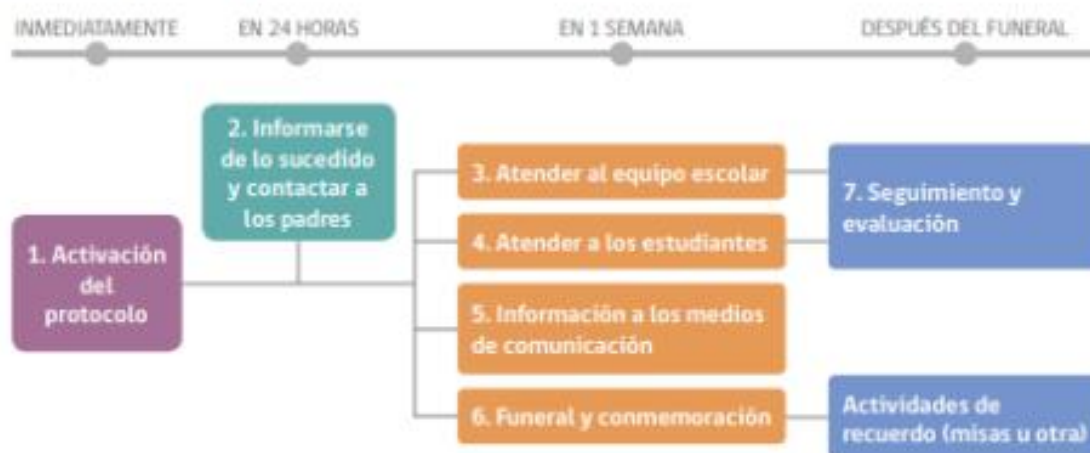 INMEDIATAMENTE
EN 24 HORAS
EN 1 SEMANA
DESPUÉS DEL FUNERAL
1. Activación
del
protocolo
2. Informarse
de lo sucedido
y contactar a
los padres
3. Atender al equipo escolar
4. Atender a los estudiantes
5. Información a los medios
de comunicación
6. Funeral y conmemoración
7. Seguimiento y
evaluación
Actividades de
recuerdo (misas u otra)